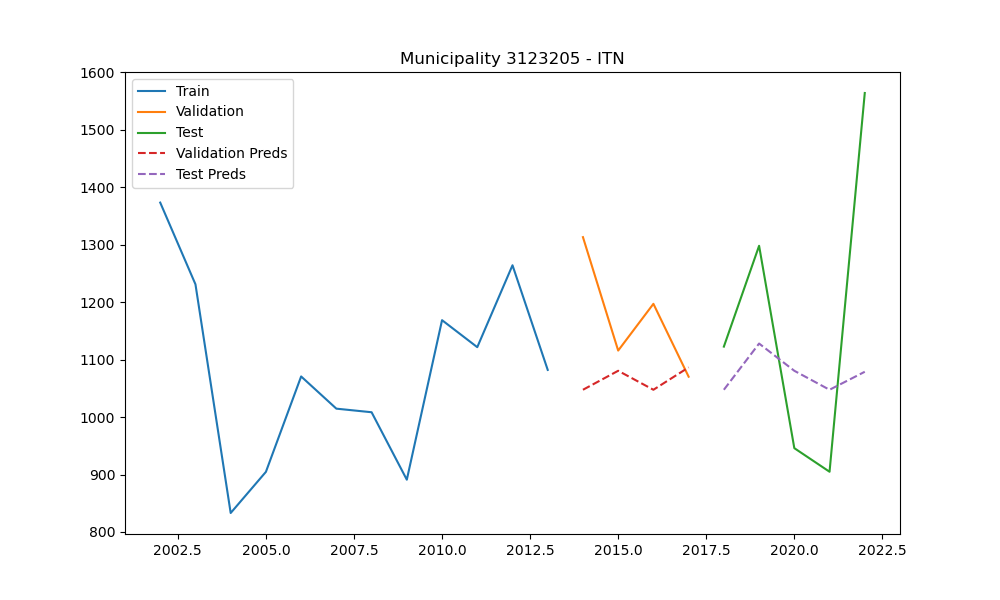 Municipality 3123205 - ITN
1600
1500
1400
1300
1200
1100
1000
900
800
Train
Validation
Test
Validation Preds
Test Preds
2002.5 2005.0 2007.5 2010.0 2012.5 2015.0 2017.5 2020.0 2022.5